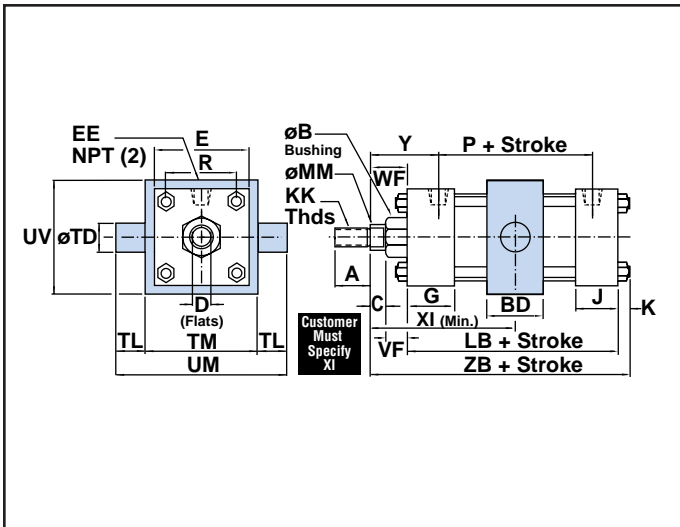 EE
NPT (2)
E
R
UV
øTD
D
(Flats)
TL
TM
TL
UM
øB
Bushing
øMM
KK
Thds
Y
P + Stroke
WF
A
C
G
BD
J
K
XI (Min.)
Customer
Must
Specify
XI
VF
LB + Stroke
ZB + Stroke